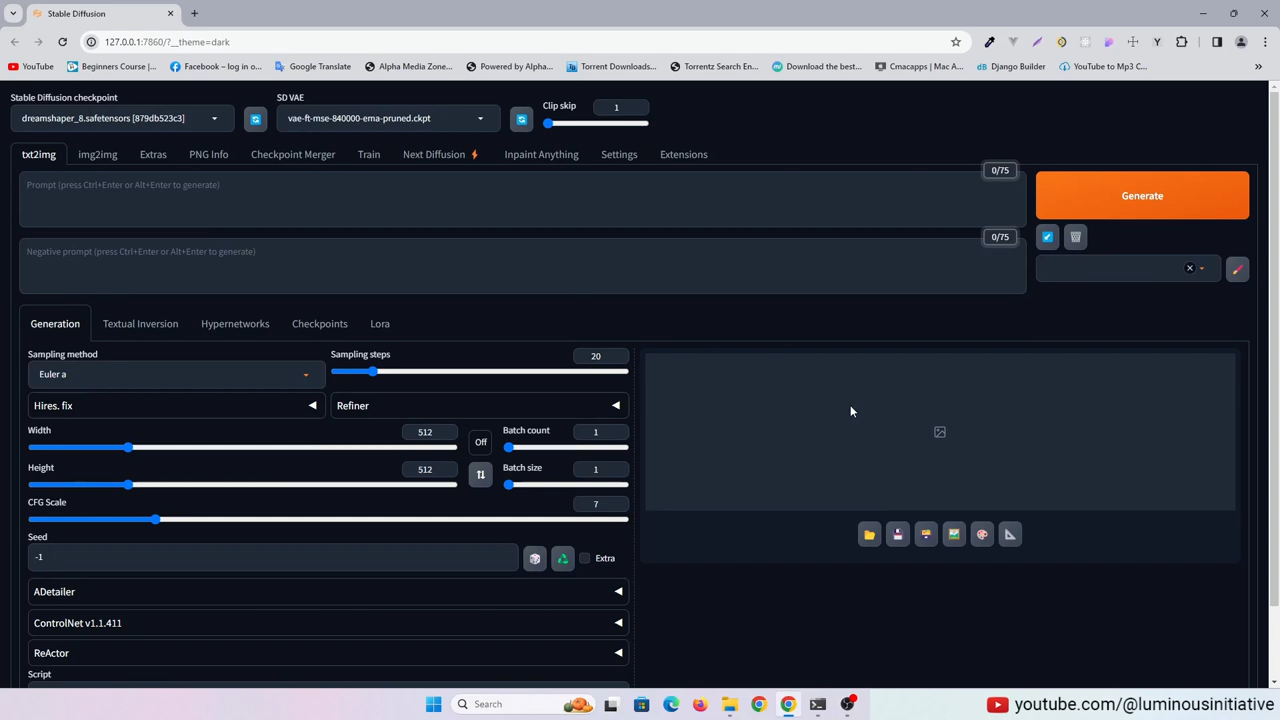 Stable Diffusion
127.0.0.1:7860/?__theme=dark
YouTube
Beginners Course |...
Facebook – log in o...
Google Translate
Alpha Media Zone...
Powered by Alpha...
Torrent Downloads...
Torrentz Search En...
Download the best...
Cmacapps | Mac A...
Django Builder
YouTube to Mp3 C...
Stable Diffusion checkpoint
SD VAE
Clip skip
1
dreamshaper_8.safetensors [879db523c3]
vae-ft-mse-840000-ema-pruned.ckpt
txt2img
img2img
Extras
PNG Info
Checkpoint Merger
Train
Next Diffusion
Inpaint Anything
Settings
Extensions
0/75
Prompt (press Ctrl+Enter or Alt+Enter to generate)
Generate
0/75
Negative prompt (press Ctrl+Enter or Alt+Enter to generate)
Generation
Textual Inversion
Hypernetworks
Checkpoints
Lora
Sampling method
Sampling steps
20
Euler a
Hires. fix
Refiner
Width
512
Off
Batch count
1
Height
512
Batch size
1
CFG Scale
7
Seed
-1
Extra
ADetailer
ControlNet v1.1.411
ReActor
Script
Search
youtube.com/@luminousinitiative